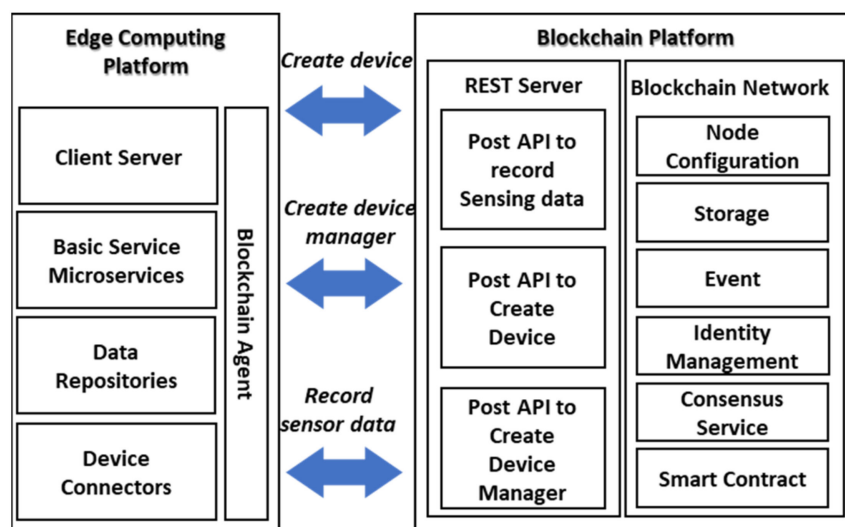 Edge Computing
Platform
Client Server
Basic Service
Microservices
Data
Repositories
Device
Connectors
Blockchain Agent
Create device
Create device
manager
Record
sensor data
Blockchain Platform
REST Server
Post API to
record
Sensing data
Post API to
Create
Device
Post API to
Create
Device
Manager
Blockchain Network
Node
Configuration
Storage
Event
Identity
Management
Consensus
Service
Smart Contract